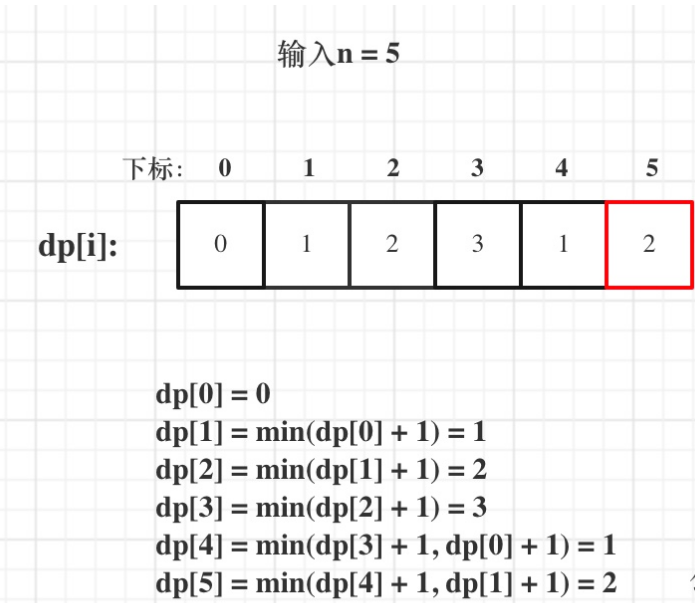 输入n = 5
下标: 0 1 2 3 4 5
dp[i]: 0 1 2 3 1 2
dp[0] = 0
dp[1] = min(dp[0] + 1) = 1
dp[2] = min(dp[1] + 1) = 2
dp[3] = min(dp[2] + 1) = 3
dp[4] = min(dp[3] + 1, dp[0] + 1) = 1
dp[5] = min(dp[4] + 1, dp[1] + 1) = 2